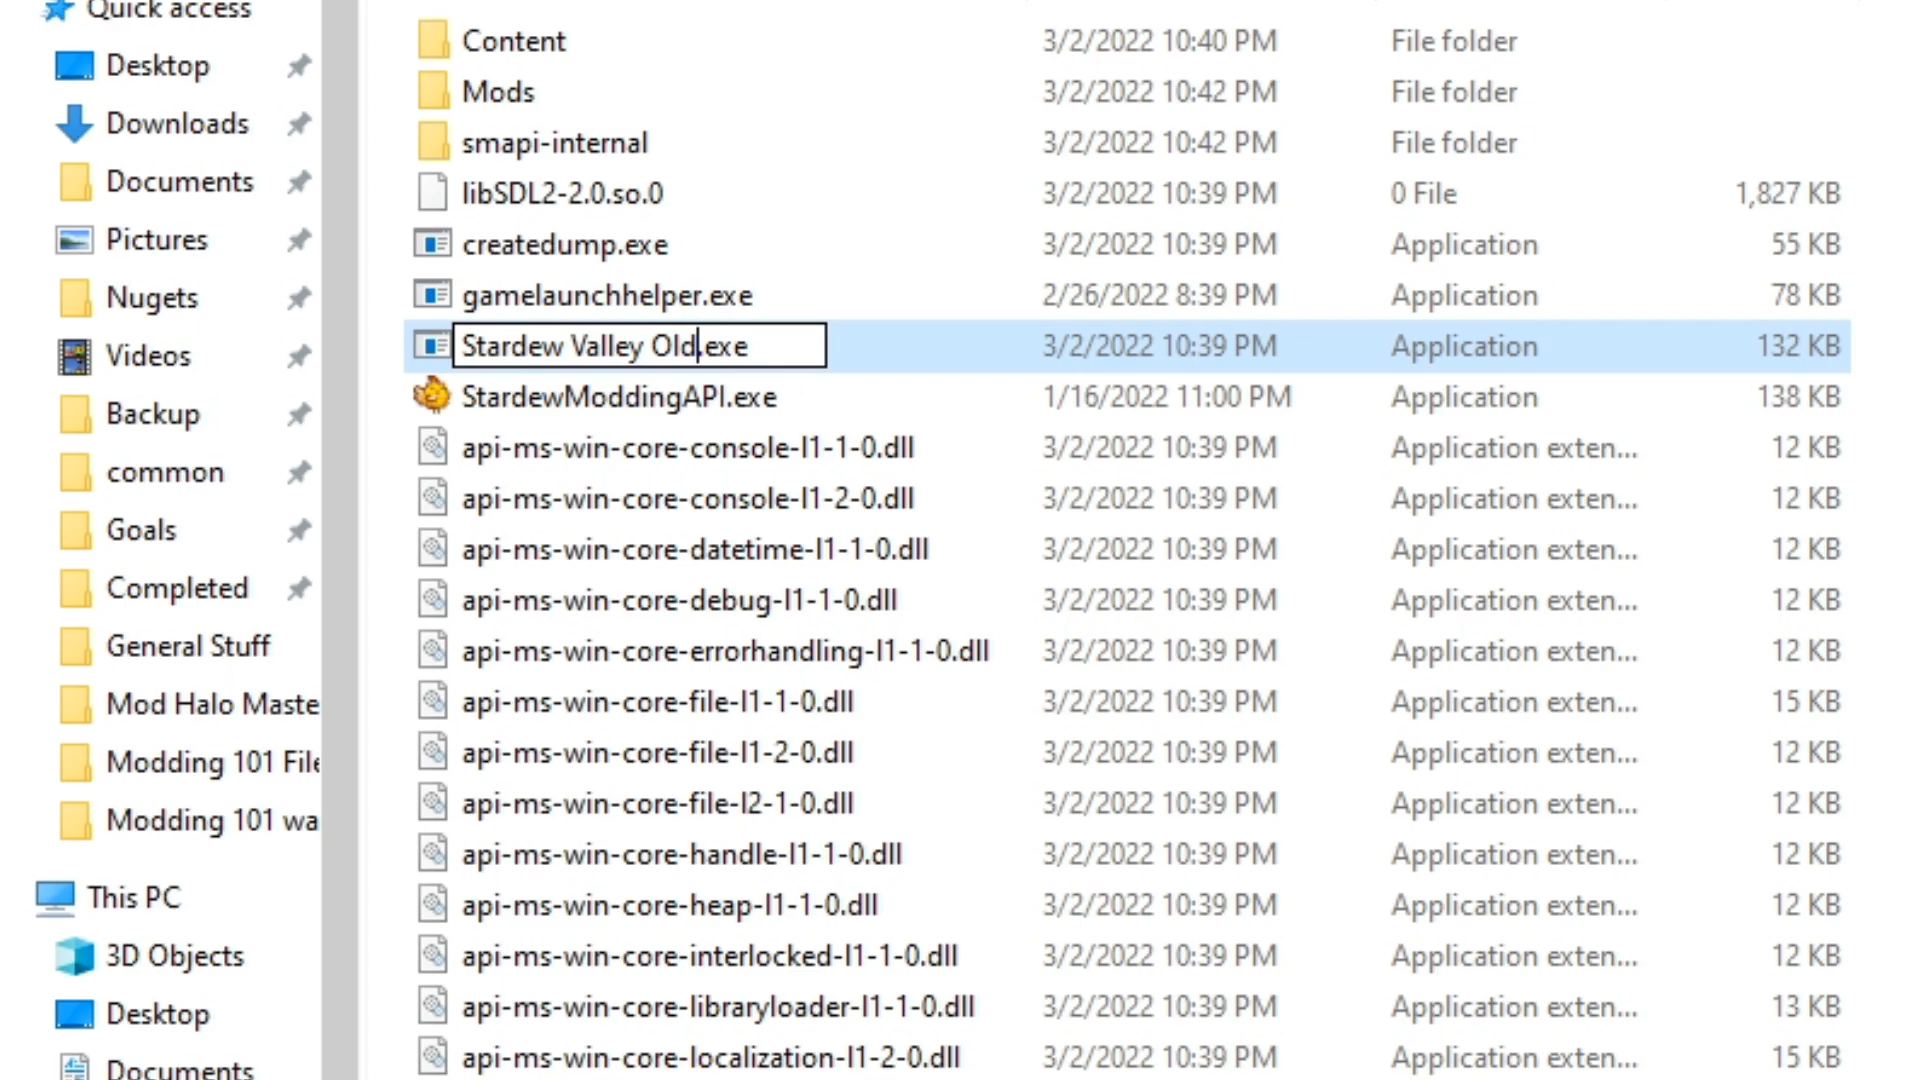 Quick access
Desktop
Downloads
Documents
Pictures
Nugets
Videos
Backup
common
Goals
Completed
General Stuff
Mod Halo Maste
Modding 101 File
Modding 101 wa
This PC
3D Objects
Desktop
Documents
Content 3/2/2022 10:40 PM File folder
Mods 3/2/2022 10:42 PM File folder
smapi-internal 3/2/2022 10:42 PM File folder
libSDL2-2.0.so.0 3/2/2022 10:39 PM 0 File 1,827 KB
createdump.exe 3/2/2022 10:39 PM Application 55 KB
gamelaunchhelper.exe 2/26/2022 8:39 PM Application 78 KB
Stardew Valley Old.exe 3/2/2022 10:39 PM Application 132 KB
StardewModdingAPI.exe 1/16/2022 11:00 PM Application 138 KB
api-ms-win-core-console-l1-1-0.dll 3/2/2022 10:39 PM Application exten... 12 KB
api-ms-win-core-console-l1-2-0.dll 3/2/2022 10:39 PM Application exten... 12 KB
api-ms-win-core-datetime-l1-1-0.dll 3/2/2022 10:39 PM Application exten... 12 KB
api-ms-win-core-debug-l1-1-0.dll 3/2/2022 10:39 PM Application exten... 12 KB
api-ms-win-core-errorhandling-l1-1-0.dll 3/2/2022 10:39 PM Application exten... 12 KB
api-ms-win-core-file-l1-1-0.dll 3/2/2022 10:39 PM Application exten... 15 KB
api-ms-win-core-file-l1-2-0.dll 3/2/2022 10:39 PM Application exten... 12 KB
api-ms-win-core-file-l2-1-0.dll 3/2/2022 10:39 PM Application exten... 12 KB
api-ms-win-core-handle-l1-1-0.dll 3/2/2022 10:39 PM Application exten... 12 KB
api-ms-win-core-heap-l1-1-0.dll 3/2/2022 10:39 PM Application exten... 12 KB
api-ms-win-core-interlocked-l1-1-0.dll 3/2/2022 10:39 PM Application exten... 12 KB
api-ms-win-core-libraryloader-l1-1-0.dll 3/2/2022 10:39 PM Application exten... 13 KB
api-ms-win-core-localization-l1-2-0.dll 3/2/2022 10:39 PM Application exten... 15 KB